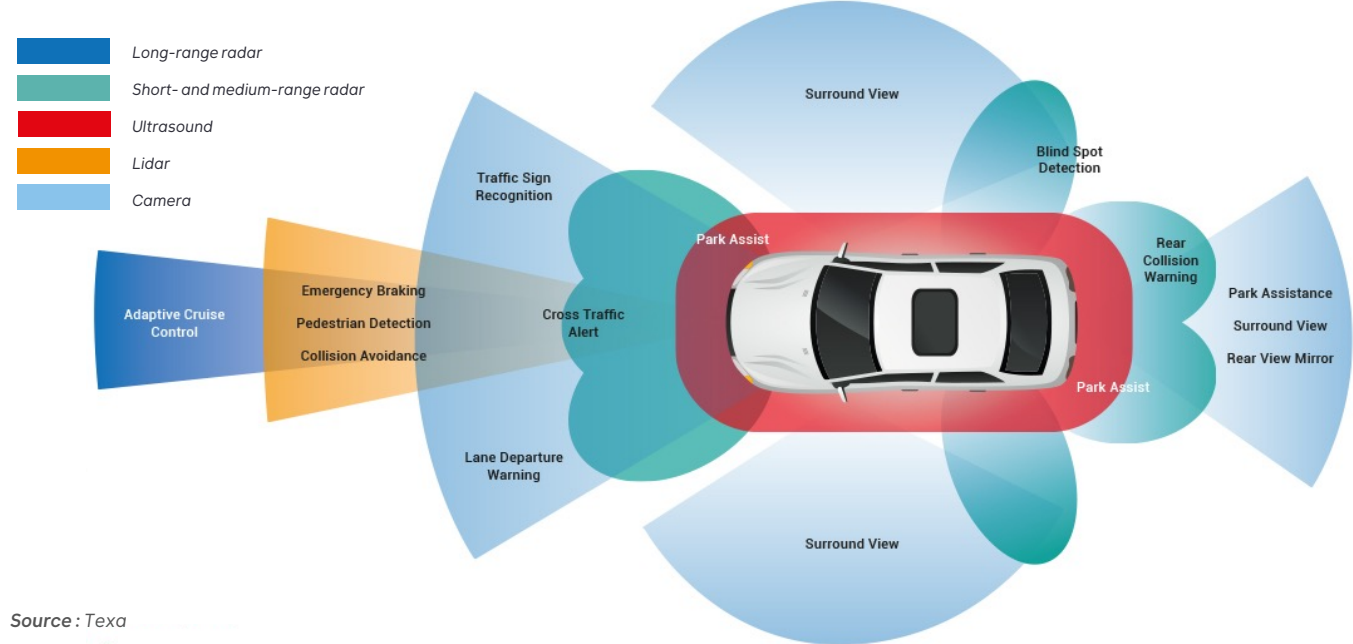 Long-range radar
Short- and medium-range radar
Ultrasound
Lidar
Camera
Surround View
Blind Spot
Detection
Traffic Sign
Recognition
Park Assist
Rear
Collision
Warning
Adaptive Cruise
Control
Emergency Braking
Pedestrian Detection
Collision Avoidance
Cross Traffic
Alert
Park Assistance
Surround View
Rear View Mirror
Park Assist
Lane Departure
Warning
Surround View
Source : Texa